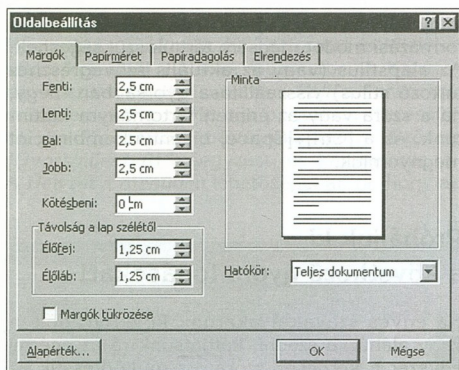 Oldalbeállítás
Margók
Papírméret
Papíradagolás
Elrendezés
Fenti: 2,5 cm
Lenti: 2,5 cm
Bal: 2,5 cm
Jobb: 2,5 cm
Kötésbeni: 0 cm
Távolság a lap szélétől
Élőfej: 1,25 cm
Élőláb: 1,25 cm
Margók tükrözése
Minta
Hatókör: Teljes dokumentum
Alapérték...
OK
Mégse